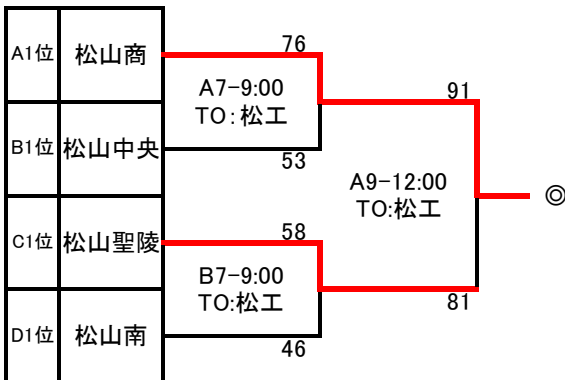 A1位 松山商
76
A7-9:00
TO:松工
91
B1位 松山中央
53
A9-12:00
TO:松工
◎
C1位 松山聖陵
58
B7-9:00
TO:松工
81
D1位 松山南
46